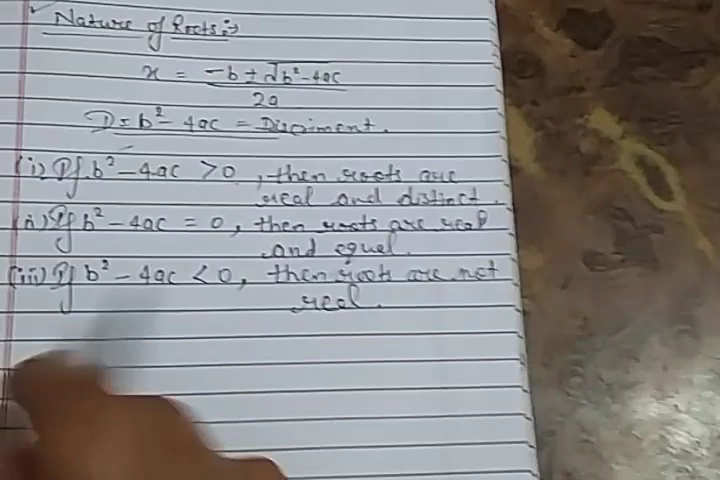 Nature of Roots :→
x = -b ± √b² - 4ac
2a
D = b² - 4ac = Discriment.
(i) If b² - 4ac > 0, then roots are
real and distinct.
(ii) If b² - 4ac = 0, then roots are real
and equal.
(iii) If b² - 4ac < 0, then roots are not
real.